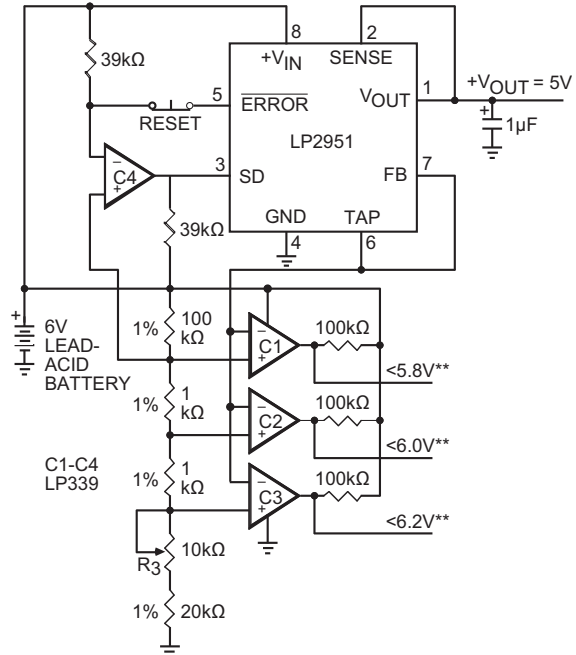 8
2
+VIN
SENSE
39kΩ
5
ERROR
VOUT
1
+VOUT = 5V
RESET
LP2951
+
1µF
3
SD
FB
7
−
C4
+
39kΩ
GND
TAP
4
6
+
6V
LEAD-
ACID
BATTERY
1%
100
kΩ
−
C1
+
100kΩ
<5.8V**
1%
1
kΩ
−
C2
+
100kΩ
<6.0V**
C1-C4
LP339
1%
1
kΩ
−
C3
+
100kΩ
<6.2V**
R3
10kΩ
1%
20kΩ